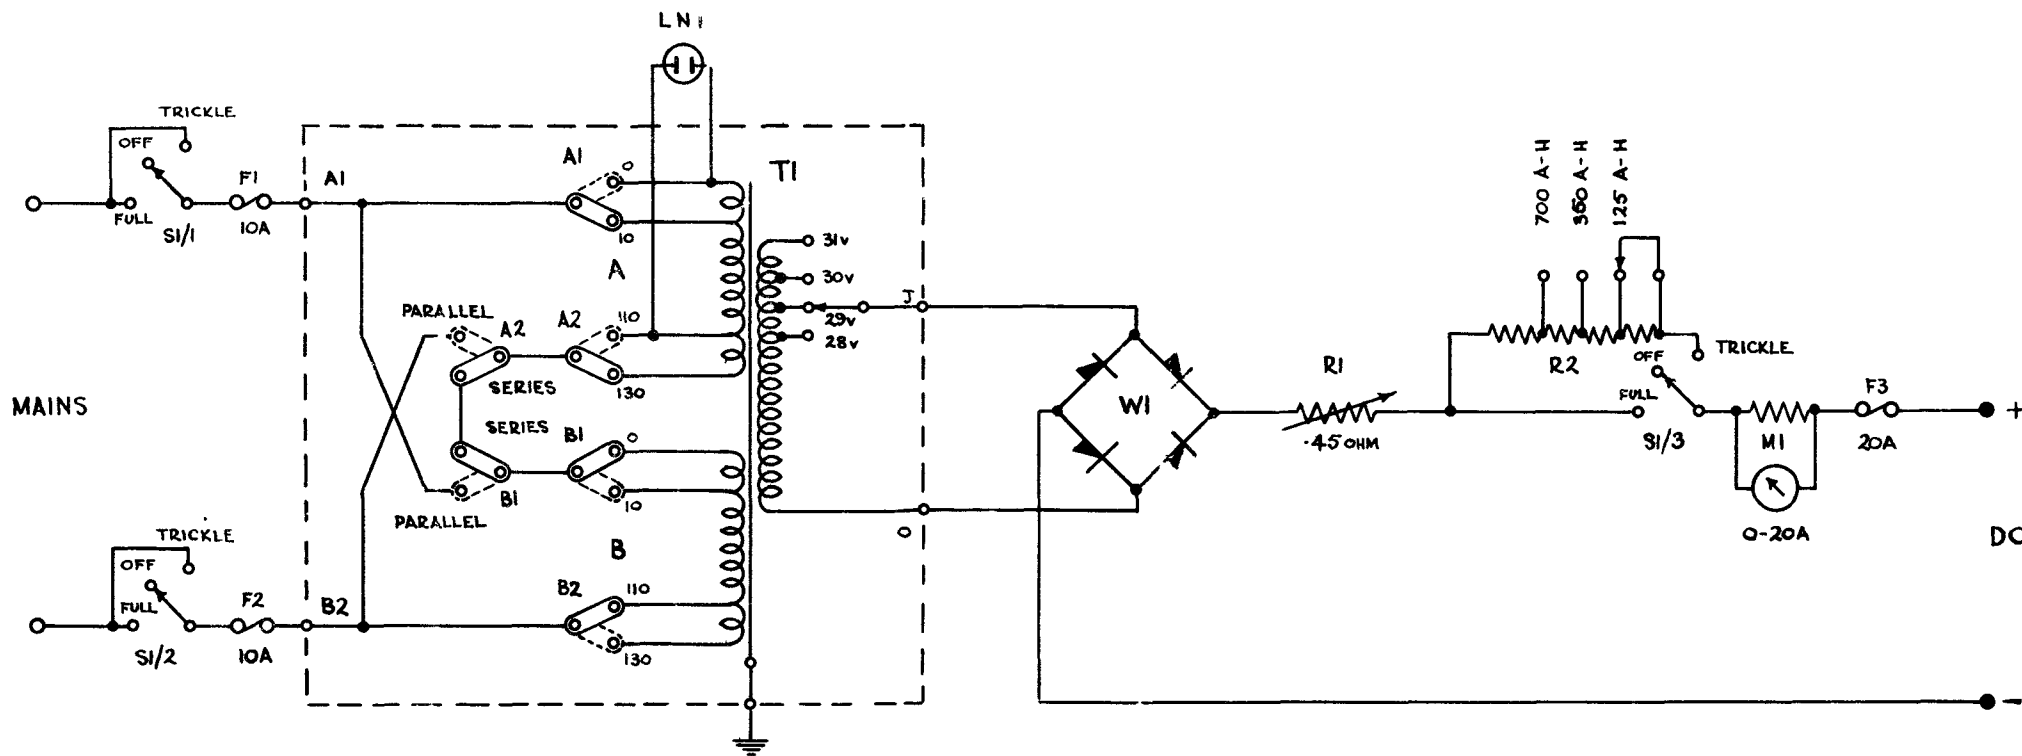 LN1
TRICKLE
OFF
FULL
S1/1
F1
10A
A1
A1
0
10
T1
A
PARALLEL
A2
A2
110
130
SERIES
SERIES
B1
0
10
B1
PARALLEL
B
B2
110
130
31v
30v
29v
28v
J
0
MAINS
TRICKLE
OFF
FULL
S1/2
F2
10A
B2
W1
R1
.45 OHM
700 A-H
350 A-H
125 A-H
R2
OFF
TRICKLE
FULL
S1/3
M1
0-20A
F3
20A
+
DC
-